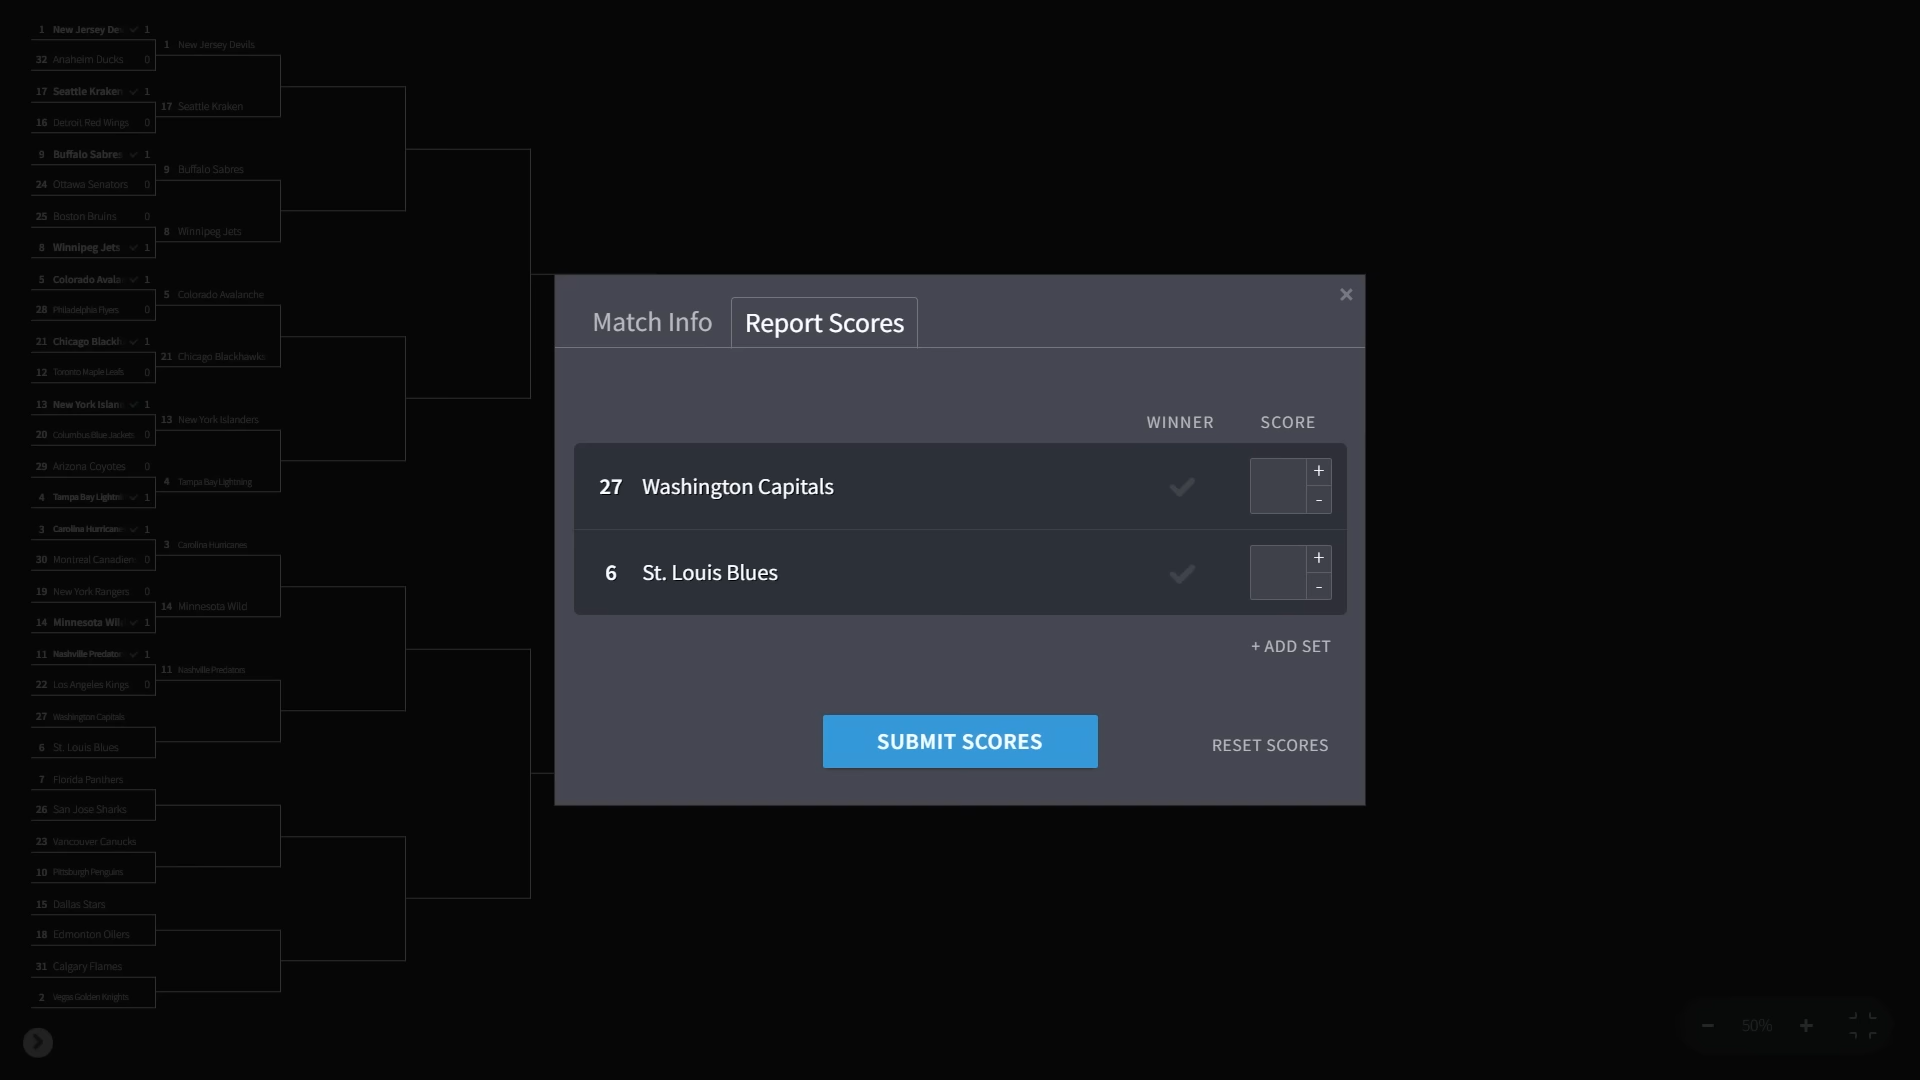 1 New Jersey De 1
32 Anaheim Ducks 0
17 Seattle Kraken 1
16 Detroit Red Wings 0
9 Buffalo Sabres 1
24 Ottawa Senators 0
25 Boston Bruins 0
8 Winnipeg Jets 1
5 Colorado Avala 1
28 Philadelphia Flyers 0
21 Chicago Blackh 1
12 Toronto Maple Leafs 0
13 New York Islan 1
20 Columbus Blue Jackets 0
29 Arizona Coyotes 0
4 Tampa Bay Lightni 1
3 Carolina Hurricane 1
30 Montreal Canadien 0
19 New York Rangers 0
14 Minnesota Wil 1
11 Nashville Predato 1
22 Los Angeles Kings 0
27 Washington Capitals
6 St. Louis Blues
7 Florida Panthers
26 San Jose Sharks
23 Vancouver Canucks
10 Pittsburgh Penguins
15 Dallas Stars
18 Edmonton Oilers
31 Calgary Flames
2 Vegas Golden Knights
1 New Jersey Devils
17 Seattle Kraken
9 Buffalo Sabres
8 Winnipeg Jets
5 Colorado Avalanche
21 Chicago Blackhawks
13 New York Islanders
4 Tampa Bay Lightning
3 Carolina Hurricanes
14 Minnesota Wild
11 Nashville Predators
×
Match Info Report Scores
WINNER SCORE
27 Washington Capitals + -
6 St. Louis Blues + -
+ ADD SET
SUBMIT SCORES RESET SCORES
− 50% +